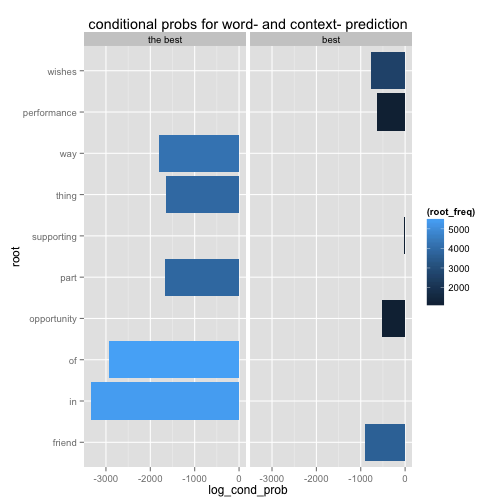 conditional probs for word- and context- prediction
the best
best
root
wishes
performance
way
thing
supporting
part
opportunity
of
in
friend
(root_freq)
5000
4000
3000
2000
-3000 -2000 -1000 0
-3000 -2000 -1000 0
log_cond_prob